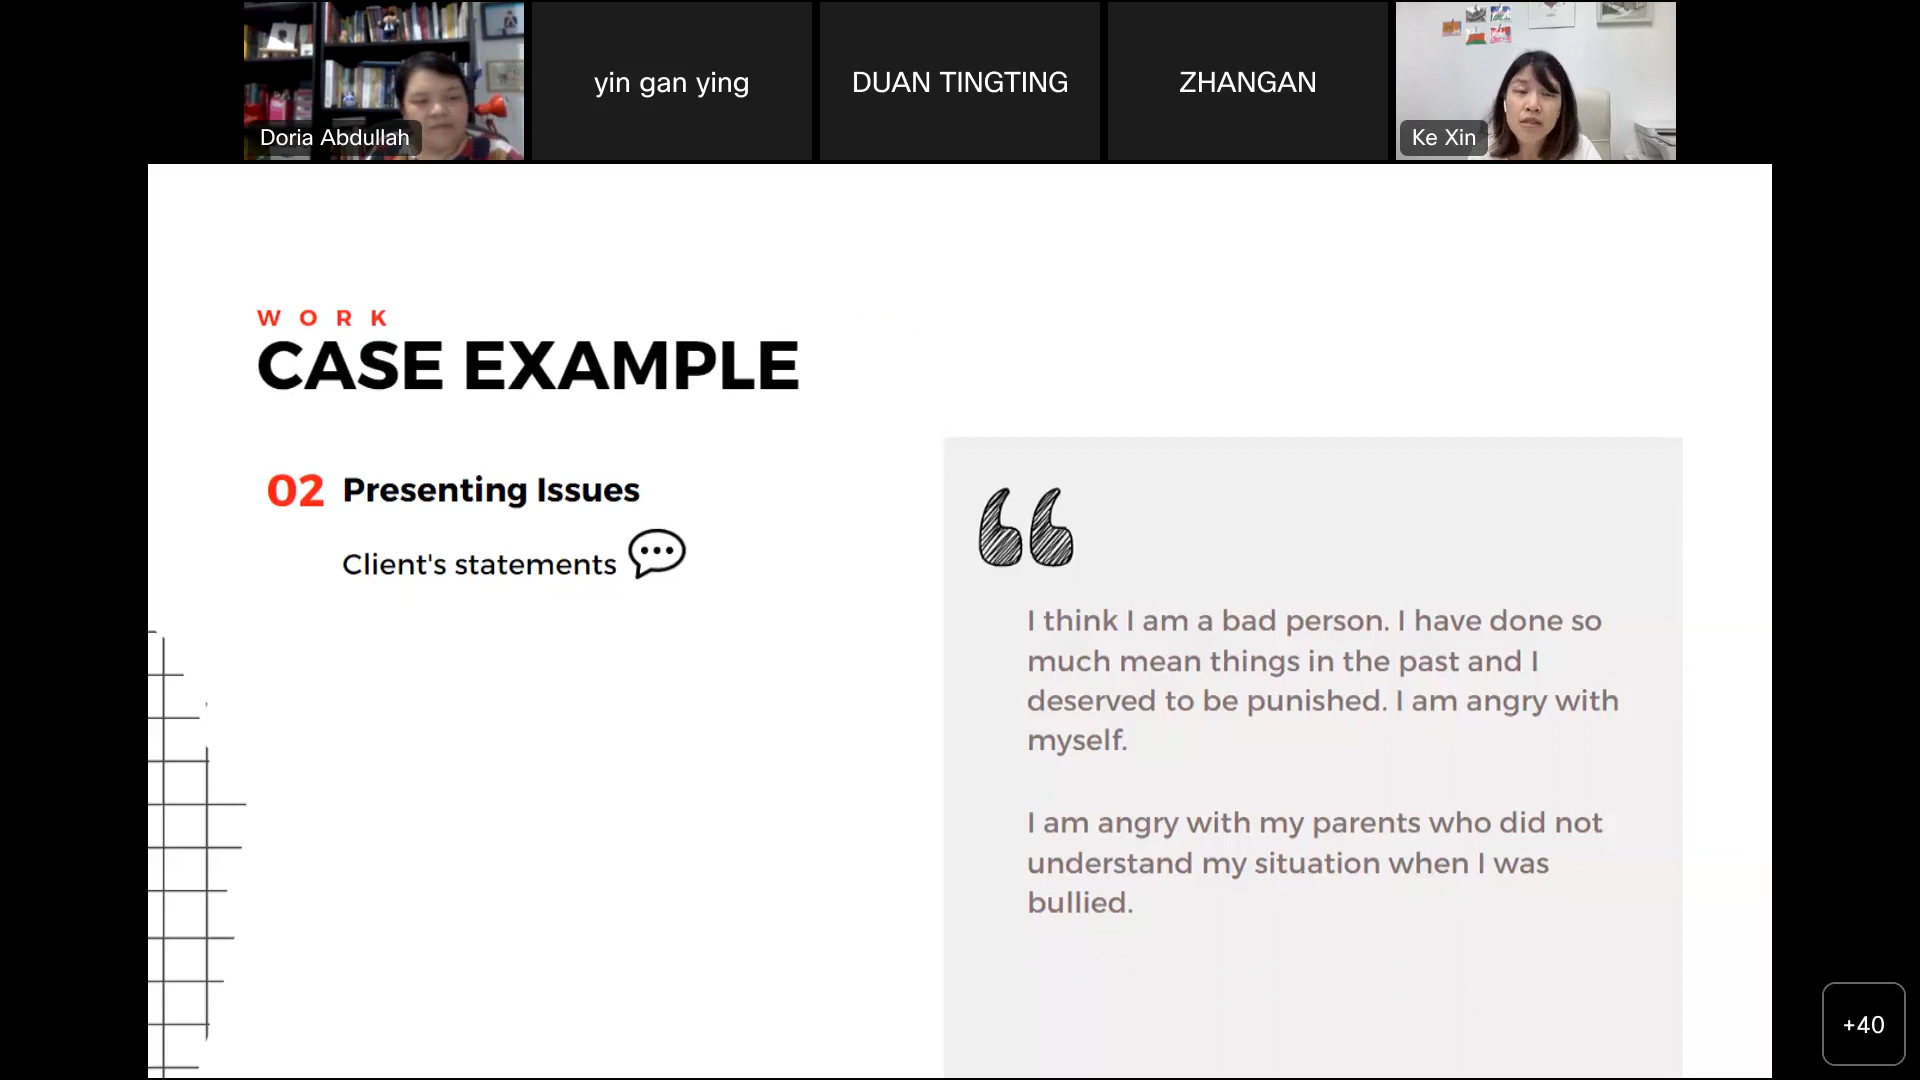 Doria Abdullah
yin gan ying
DUAN TINGTING
ZHANGAN
Ke Xin
WORK
CASE EXAMPLE
02 Presenting Issues
Client's statements
I think I am a bad person. I have done so
much mean things in the past and I
deserved to be punished. I am angry with
myself.
I am angry with my parents who did not
understand my situation when I was
bullied.
+40